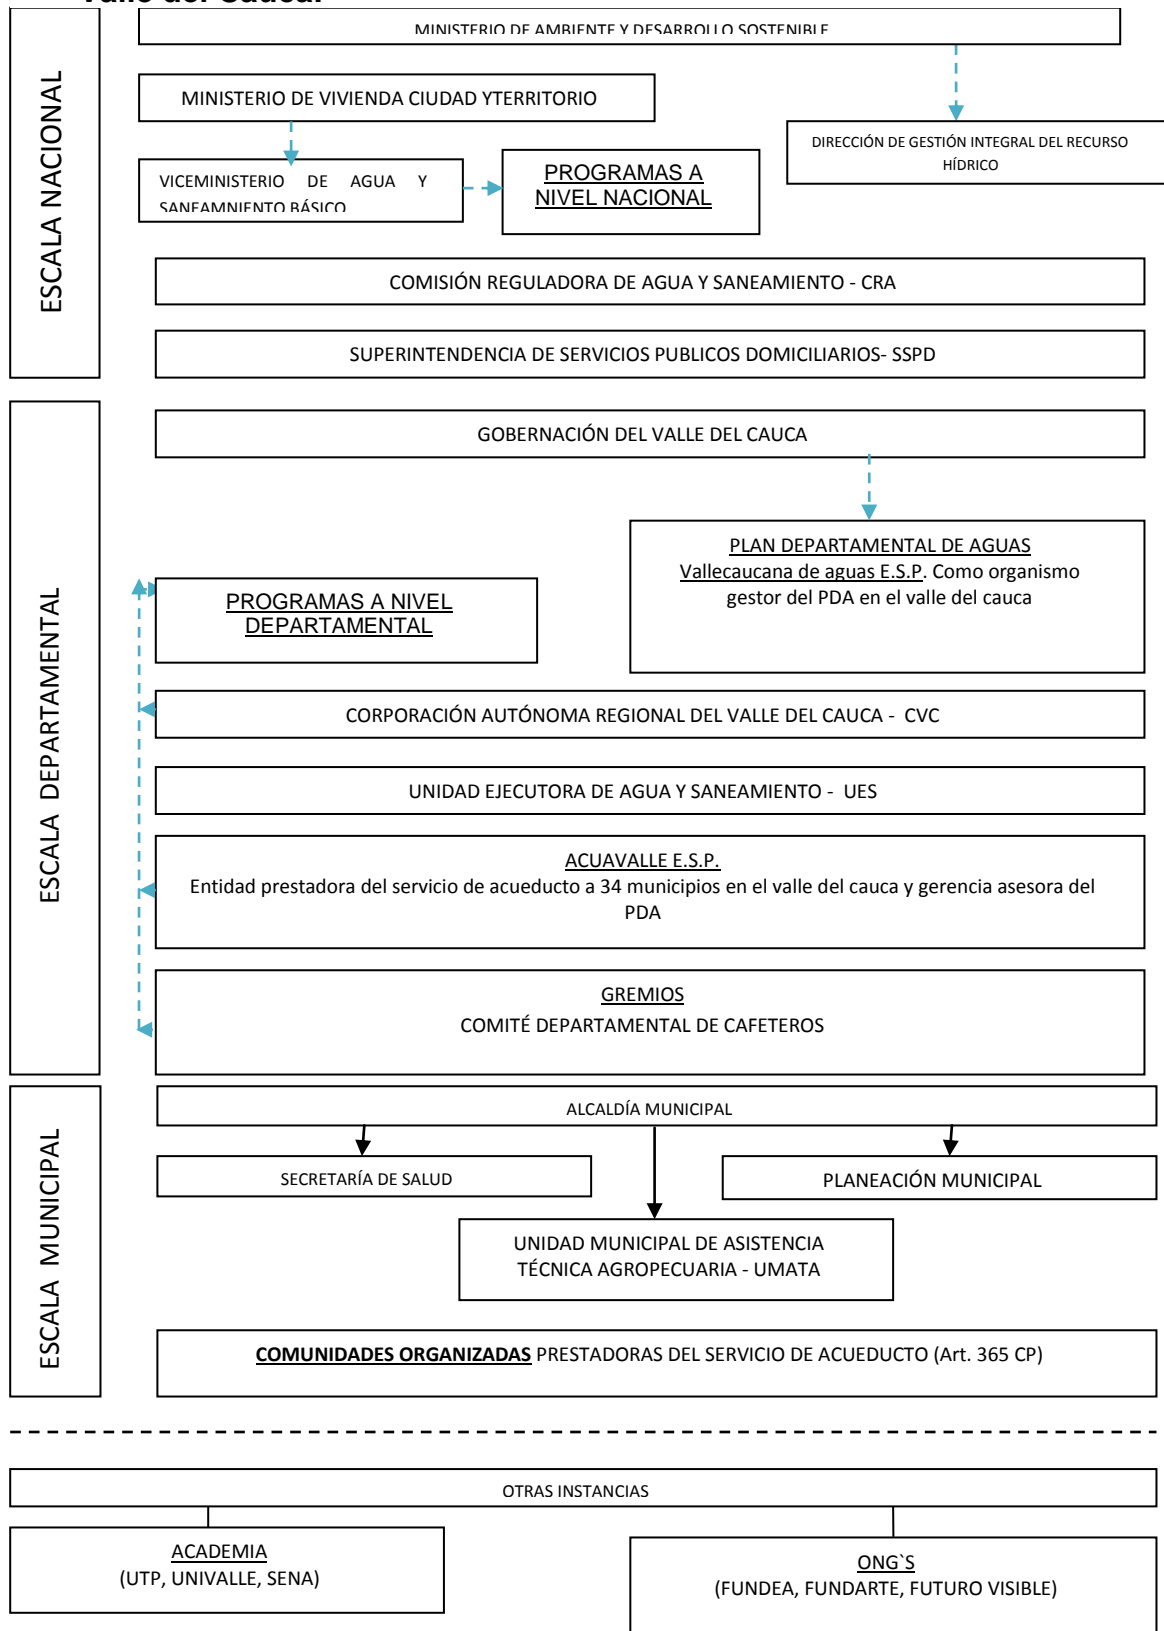 Valle del Cauca.
ESCALA NACIONAL
MINISTERIO DE AMBIENTE Y DESARROLLO SOSTENIBLE
MINISTERIO DE VIVIENDA CIUDAD YTERRITORIO
DIRECCIÓN DE GESTIÓN INTEGRAL DEL RECURSO
HÍDRICO
VICEMINISTERIO DE AGUA Y
SANEAMNIENTO BÁSICO
PROGRAMAS A
NIVEL NACIONAL
COMISIÓN REGULADORA DE AGUA Y SANEAMIENTO - CRA
SUPERINTENDENCIA DE SERVICIOS PUBLICOS DOMICILIARIOS- SSPD
ESCALA DEPARTAMENTAL
GOBERNACIÓN DEL VALLE DEL CAUCA
PLAN DEPARTAMENTAL DE AGUAS
Vallecaucana de aguas E.S.P. Como organismo
gestor del PDA en el valle del cauca
PROGRAMAS A NIVEL
DEPARTAMENTAL
CORPORACIÓN AUTÓNOMA REGIONAL DEL VALLE DEL CAUCA - CVC
UNIDAD EJECUTORA DE AGUA Y SANEAMIENTO - UES
ACUAVALLE E.S.P.
Entidad prestadora del servicio de acueducto a 34 municipios en el valle del cauca y gerencia asesora del
PDA
GREMIOS
COMITÉ DEPARTAMENTAL DE CAFETEROS
ESCALA MUNICIPAL
ALCALDÍA MUNICIPAL
SECRETARÍA DE SALUD
PLANEACIÓN MUNICIPAL
UNIDAD MUNICIPAL DE ASISTENCIA
TÉCNICA AGROPECUARIA - UMATA
COMUNIDADES ORGANIZADAS PRESTADORAS DEL SERVICIO DE ACUEDUCTO (Art. 365 CP)
OTRAS INSTANCIAS
ACADEMIA
(UTP, UNIVALLE, SENA)
ONG`S
(FUNDEA, FUNDARTE, FUTURO VISIBLE)